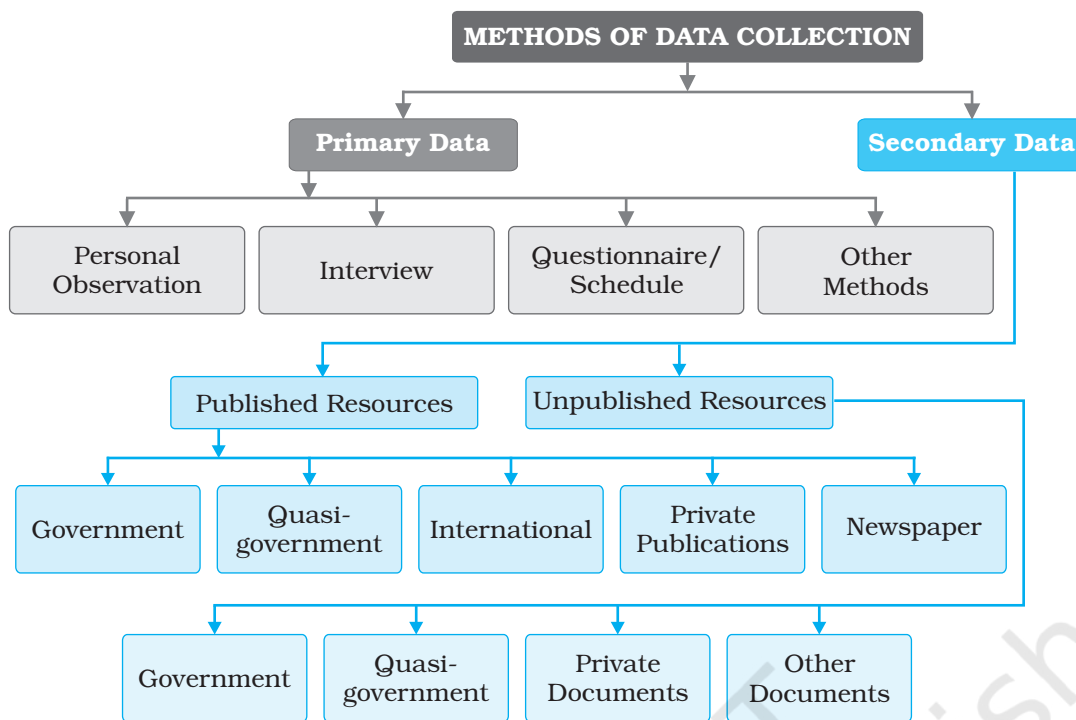 METHODS OF DATA COLLECTION
Primary Data
Secondary Data
Personal
Observation
Interview
Questionnaire/
Schedule
Other
Methods
Published Resources
Unpublished Resources
Government
Quasi-
government
International
Private
Publications
Newspaper
Government
Quasi-
government
Private
Documents
Other
Documents